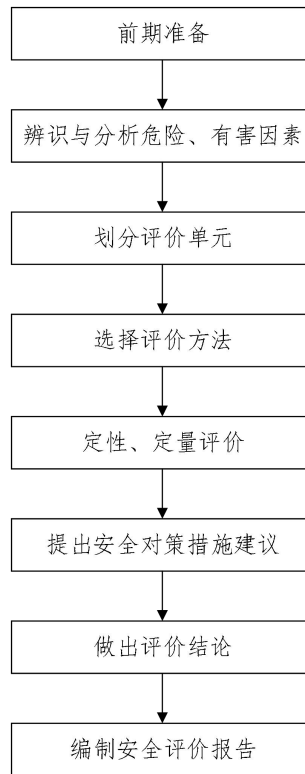 前期准备
辨识与分析危险、有害因素
划分评价单元
选择评价方法
定性、定量评价
提出安全对策措施建议
做出评价结论
编制安全评价报告